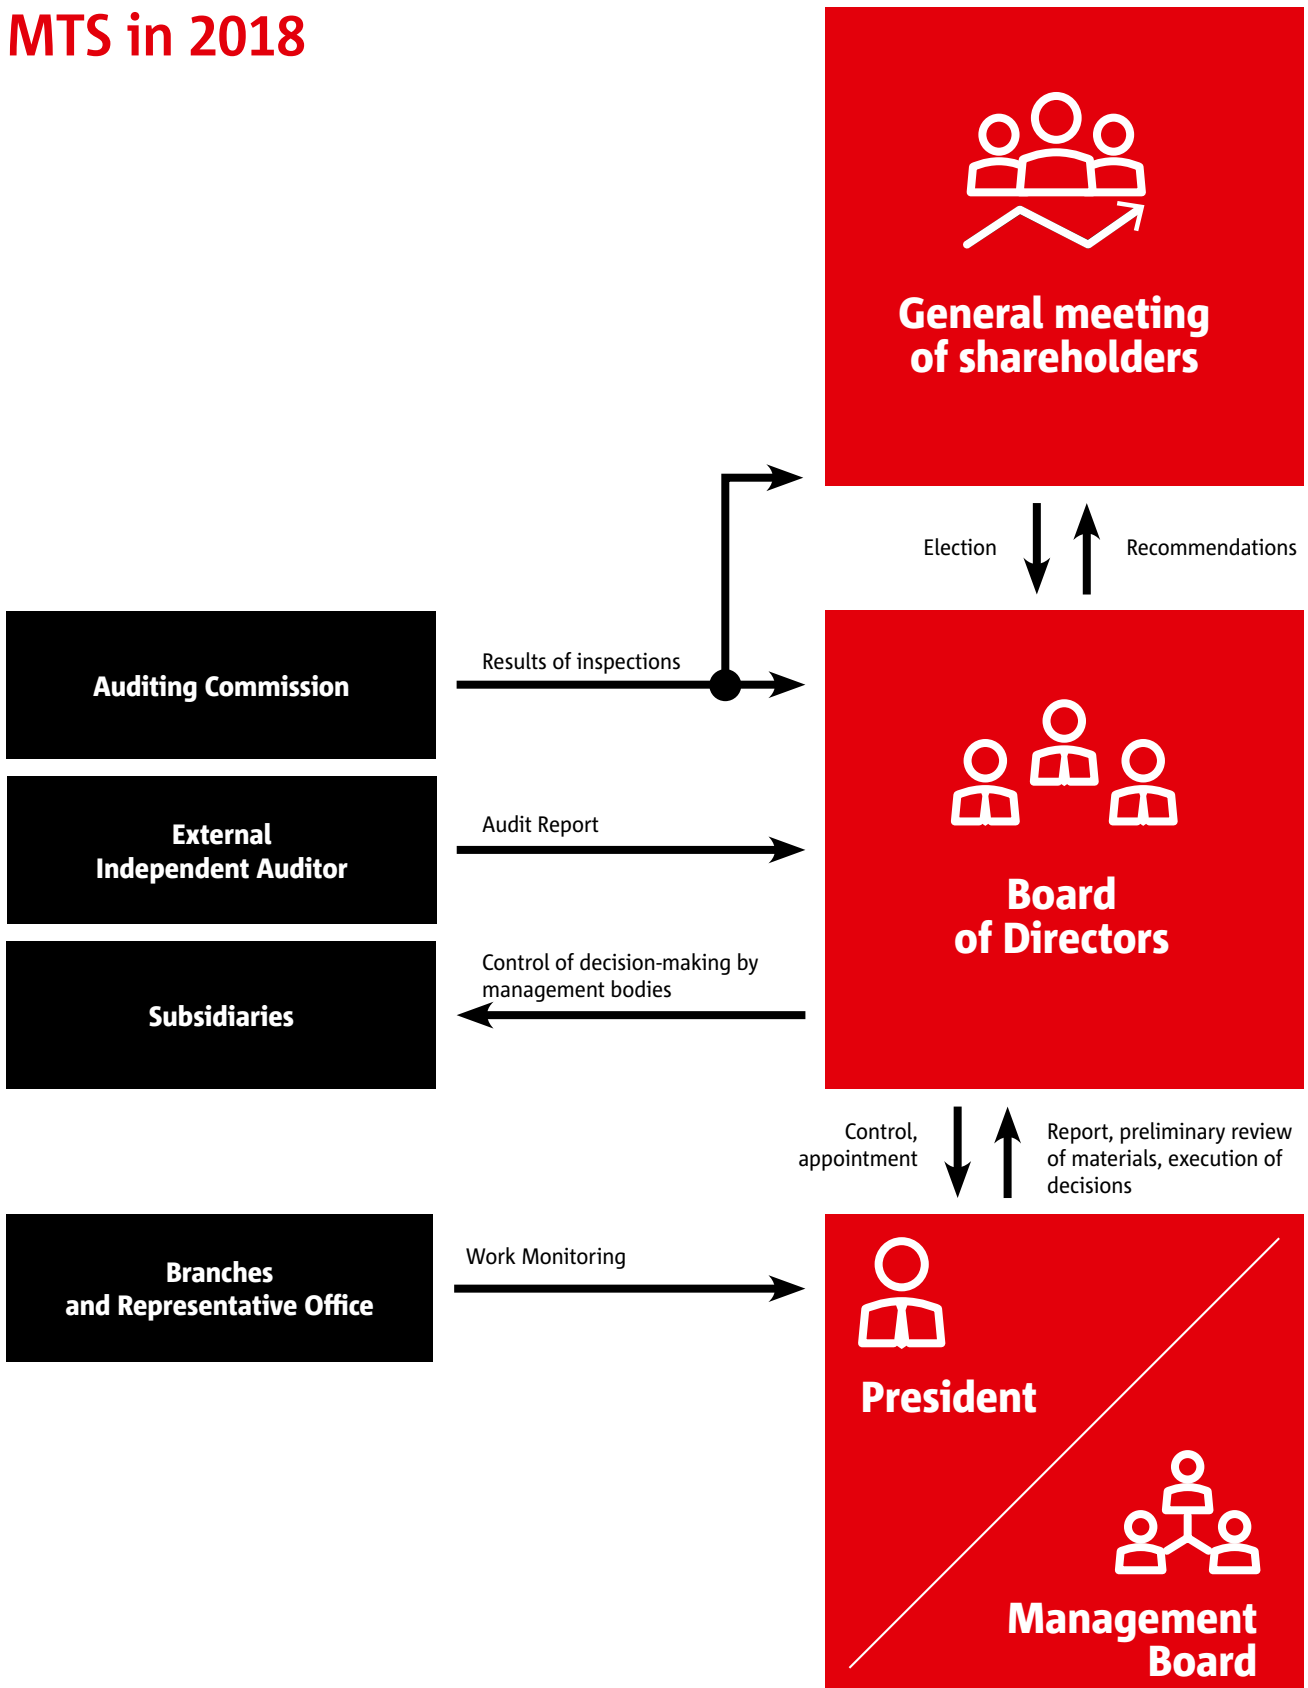 MTS in 2018
General meeting
of shareholders
Election
Recommendations
Auditing Commission
Results of inspections
External
Independent Auditor
Audit Report
Board
of Directors
Subsidiaries
Control of decision-making by
management bodies
Control,
appointment
Report, preliminary review
of materials, execution of
decisions
Branches
and Representative Office
Work Monitoring
President
Management
Board